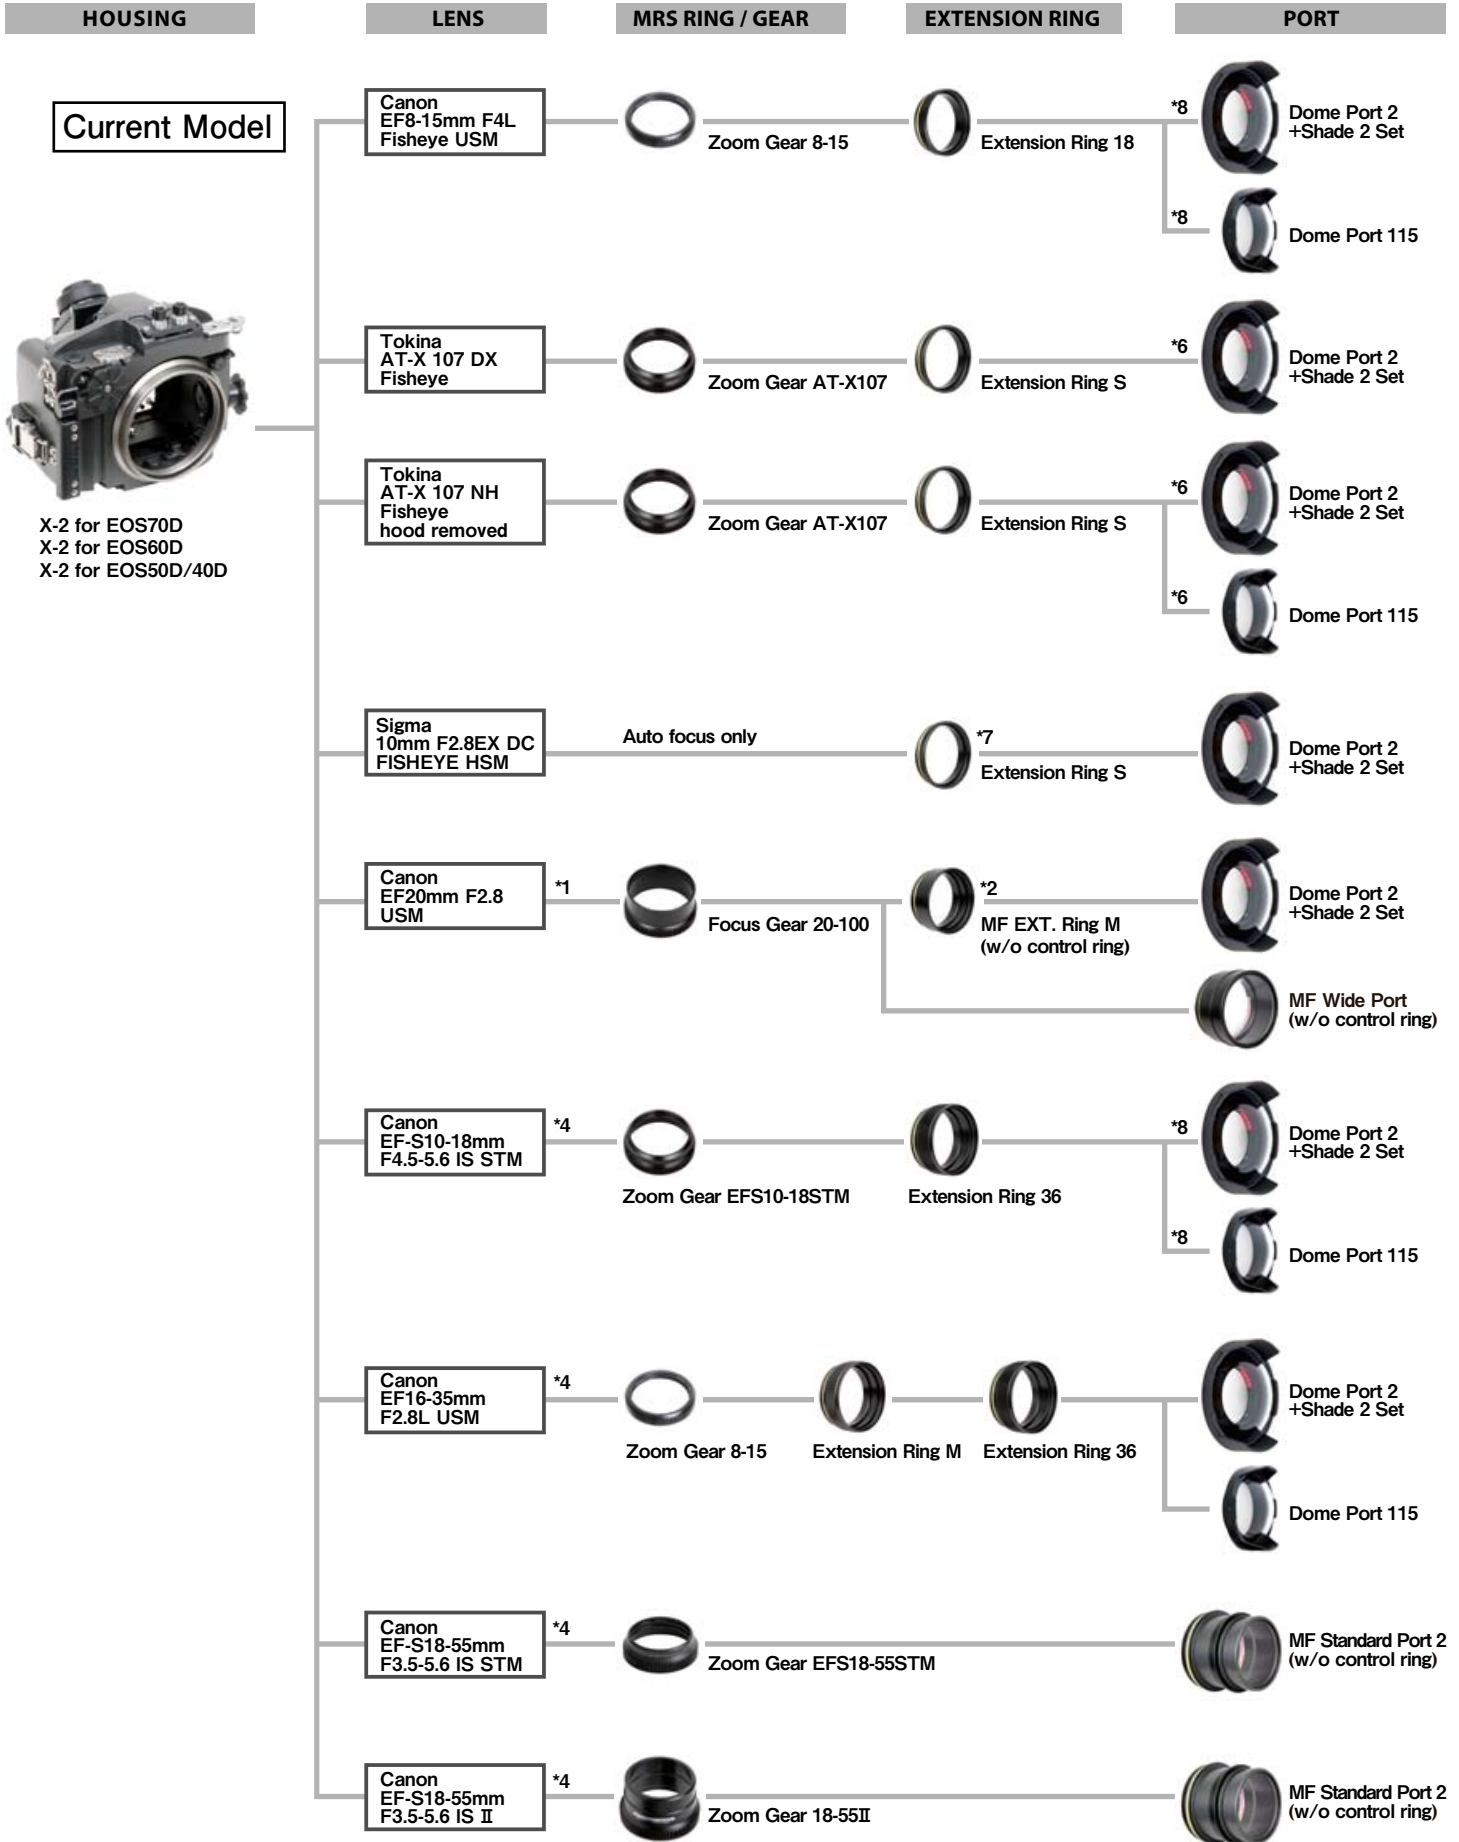 HOUSING
LENS
MRS RING / GEAR
EXTENSION RING
PORT
Current Model
X-2 for EOS70D
X-2 for EOS60D
X-2 for EOS50D/40D
Canon
EF8-15mm F4L
Fisheye USM
Zoom Gear 8-15
Extension Ring 18
*8
Dome Port 2
+Shade 2 Set
*8
Dome Port 115
Tokina
AT-X 107 DX
Fisheye
Zoom Gear AT-X107
Extension Ring S
*6
Dome Port 2
+Shade 2 Set
Tokina
AT-X 107 NH
Fisheye
hood removed
Zoom Gear AT-X107
Extension Ring S
*6
Dome Port 2
+Shade 2 Set
*6
Dome Port 115
Sigma
10mm F2.8EX DC
FISHEYE HSM
Auto focus only
*7
Extension Ring S
Dome Port 2
+Shade 2 Set
Canon
EF20mm F2.8
USM
*1
Focus Gear 20-100
*2
MF EXT. Ring M
(w/o control ring)
Dome Port 2
+Shade 2 Set
MF Wide Port
(w/o control ring)
Canon
EF-S10-18mm
F4.5-5.6 IS STM
*4
Zoom Gear EFS10-18STM
Extension Ring 36
*8
Dome Port 2
+Shade 2 Set
*8
Dome Port 115
Canon
EF16-35mm
F2.8L USM
*4
Zoom Gear 8-15
Extension Ring M
Extension Ring 36
Dome Port 2
+Shade 2 Set
Dome Port 115
Canon
EF-S18-55mm
F3.5-5.6 IS STM
*4
Zoom Gear EFS18-55STM
MF Standard Port 2
(w/o control ring)
Canon
EF-S18-55mm
F3.5-5.6 IS Ⅱ
*4
Zoom Gear 18-55Ⅱ
MF Standard Port 2
(w/o control ring)